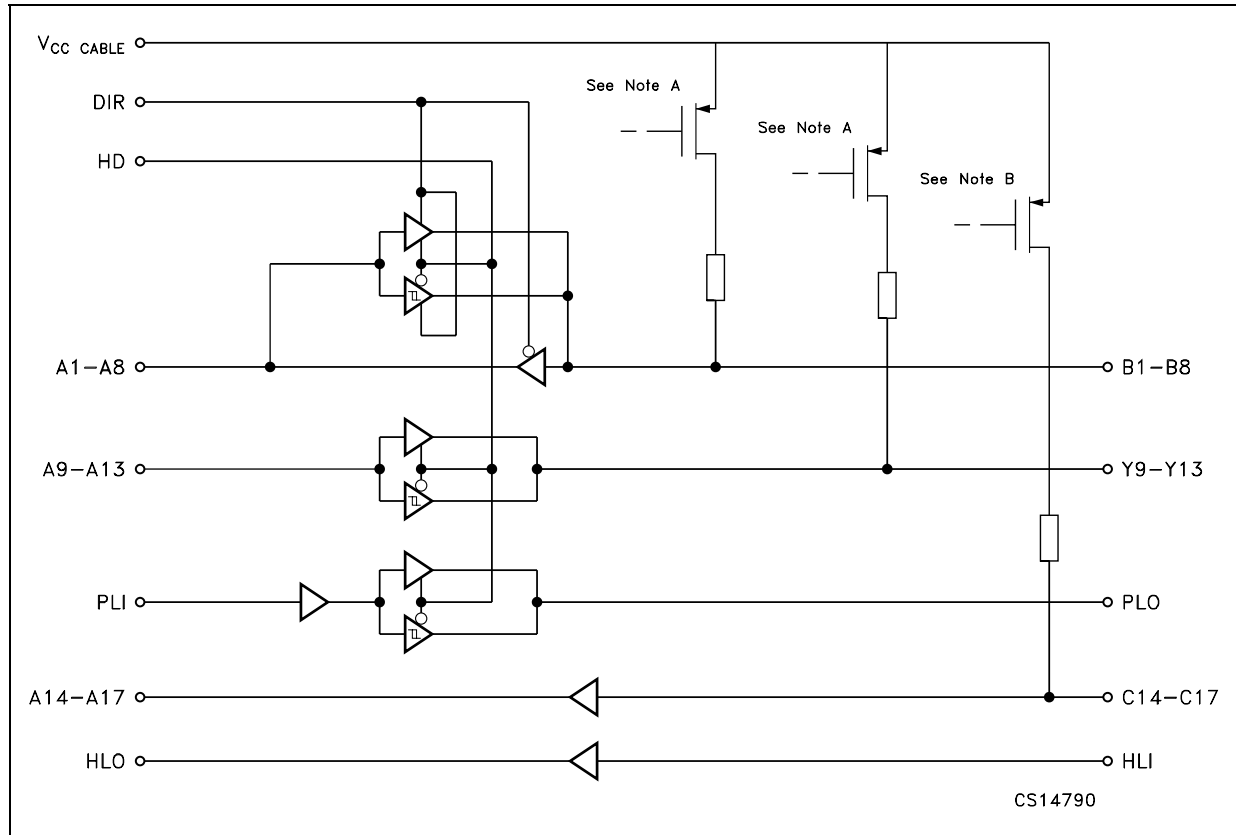 VCC CABLE
DIR
HD
See Note A
See Note A
See Note B
A1-A8
B1-B8
A9-A13
Y9-Y13
PLI
PLO
A14-A17
C14-C17
HLO
HLI
CS14790